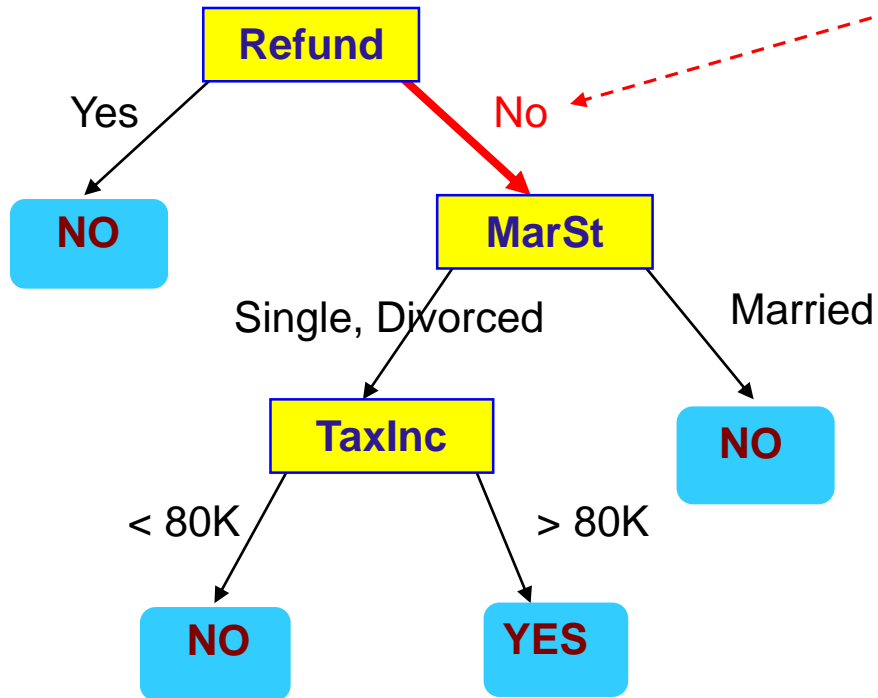 Refund
Yes
No
NO
MarSt
Single, Divorced
Married
TaxInc
NO
< 80K
> 80K
NO
YES